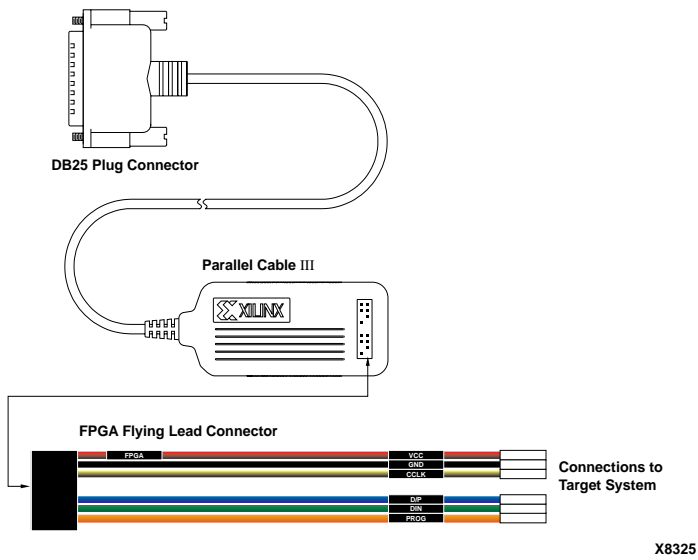 DB25 Plug Connector
Parallel Cable III
XILINX
FPGA Flying Lead Connector
FPGA
VCC
GND
CCLK
D/P
DIN
PROG
Connections to
Target System
X8325